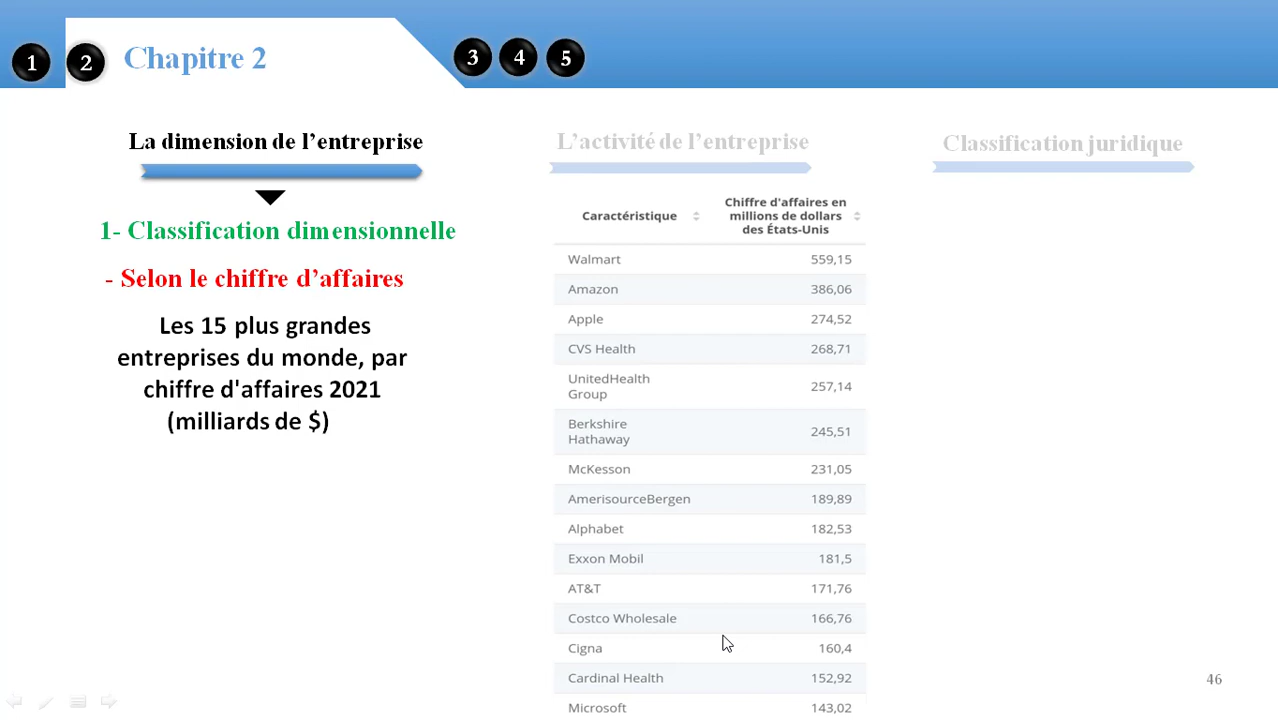 1
2
Chapitre 2
3
4
5
La dimension de l’entreprise
L’activité de l’entreprise
Classification juridique
1- Classification dimensionnelle
- Selon le chiffre d’affaires
Les 15 plus grandes
entreprises du monde, par
chiffre d'affaires 2021
(milliards de $)
Caractéristique
Chiffre d'affaires en
millions de dollars
des États-Unis
Walmart 559,15
Amazon 386,06
Apple 274,52
CVS Health 268,71
UnitedHealth
Group
257,14
Berkshire
Hathaway
245,51
McKesson 231,05
AmerisourceBergen 189,89
Alphabet 182,53
Exxon Mobil 181,5
AT&T 171,76
Costco Wholesale 166,76
Cigna 160,4
Cardinal Health 152,92
Microsoft 143,02
46